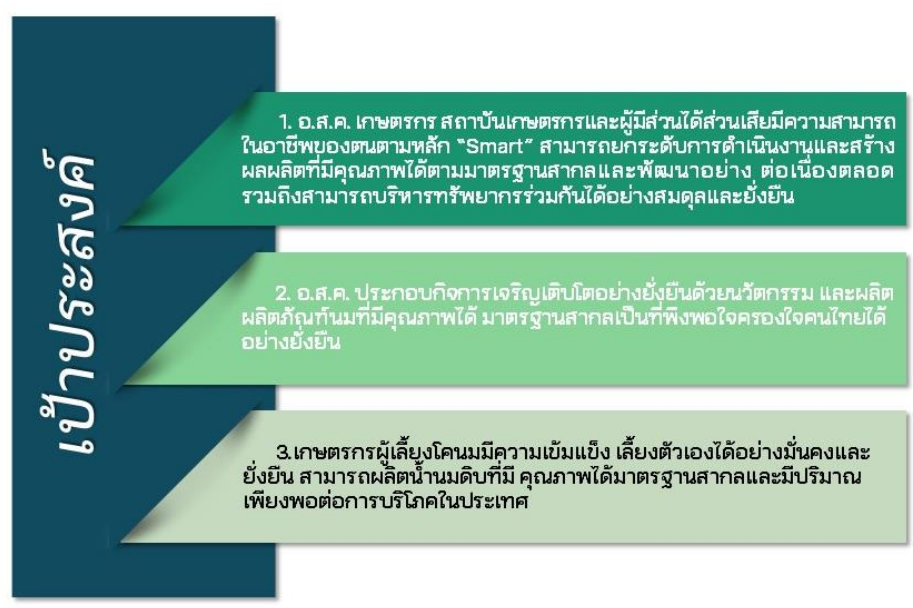 เป้าประสงค์
1. อ.ส.ค. เกษตรกร สถาบันเกษตรกรและผู้มีส่วนได้ส่วนเสียมีความสามารถ
ในอาชีพของตนตามหลัก "Smart" สามารถยกระดับการดำเนินงานและสร้าง
ผลผลิตที่มีคุณภาพได้ตามมาตรฐานสากลและพัฒนาอย่าง ต่อเนื่องตลอด
รวมถึงสามารถบริหารทรัพยากรร่วมกันได้อย่างสมดุลและยั่งยืน
2. อ.ส.ค. ประกอบกิจการเจริญเติบโตอย่างยั่งยืนด้วยนวัตกรรม และผลิต
ผลิตภัณฑ์นมที่มีคุณภาพได้ มาตรฐานสากลเป็นที่พึงพอใจครองใจคนไทยได้
อย่างยั่งยืน
3.เกษตรกรผู้เลี้ยงโคนมมีความเข้มแข็ง เลี้ยงตัวเองได้อย่างมั่นคงและ
ยั่งยืน สามารถผลิตน้ำนมดิบที่มี คุณภาพได้มาตรฐานสากลและมีปริมาณ
เพียงพอต่อการบริโภคในประเทศ